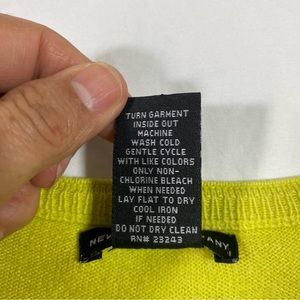 TURN GARMENT
INSIDE OUT
MACHINE
WASH COLD
GENTLE CYCLE
WITH LIKE COLORS
ONLY NON-
CHLORINE BLEACH
WHEN NEEDED
LAY FLAT TO DRY
COOL IRON
IF NEEDED
DO NOT DRY CLEAN
RN# 23243